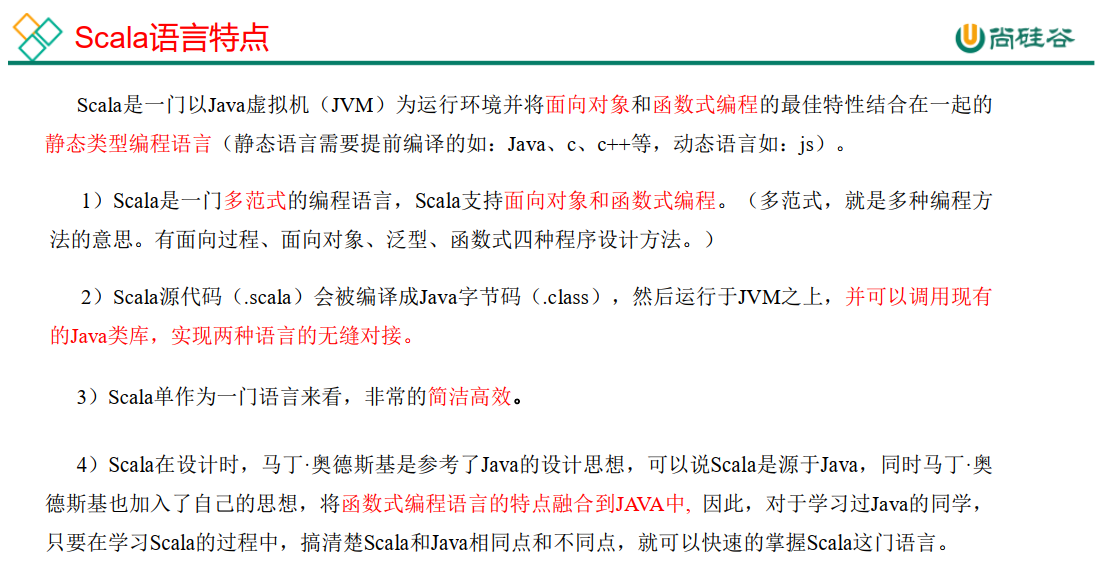 Scala语言特点
尚硅谷
Scala是一门以Java虚拟机（JVM）为运行环境并将面向对象和函数式编程的最佳特性结合在一起的
静态类型编程语言（静态语言需要提前编译的如：Java、c、c++等，动态语言如：js）。
1）Scala是一门多范式的编程语言，Scala支持面向对象和函数式编程。（多范式，就是多种编程方
法的意思。有面向过程、面向对象、泛型、函数式四种程序设计方法。）
2）Scala源代码（.scala）会被编译成Java字节码（.class），然后运行于JVM之上，并可以调用现有
的Java类库，实现两种语言的无缝对接。
3）Scala单作为一门语言来看，非常的简洁高效。
4）Scala在设计时，马丁·奥德斯基是参考了Java的设计思想，可以说Scala是源于Java，同时马丁·奥
德斯基也加入了自己的思想，将函数式编程语言的特点融合到JAVA中, 因此，对于学习过Java的同学，
只要在学习Scala的过程中，搞清楚Scala和Java相同点和不同点，就可以快速的掌握Scala这门语言。